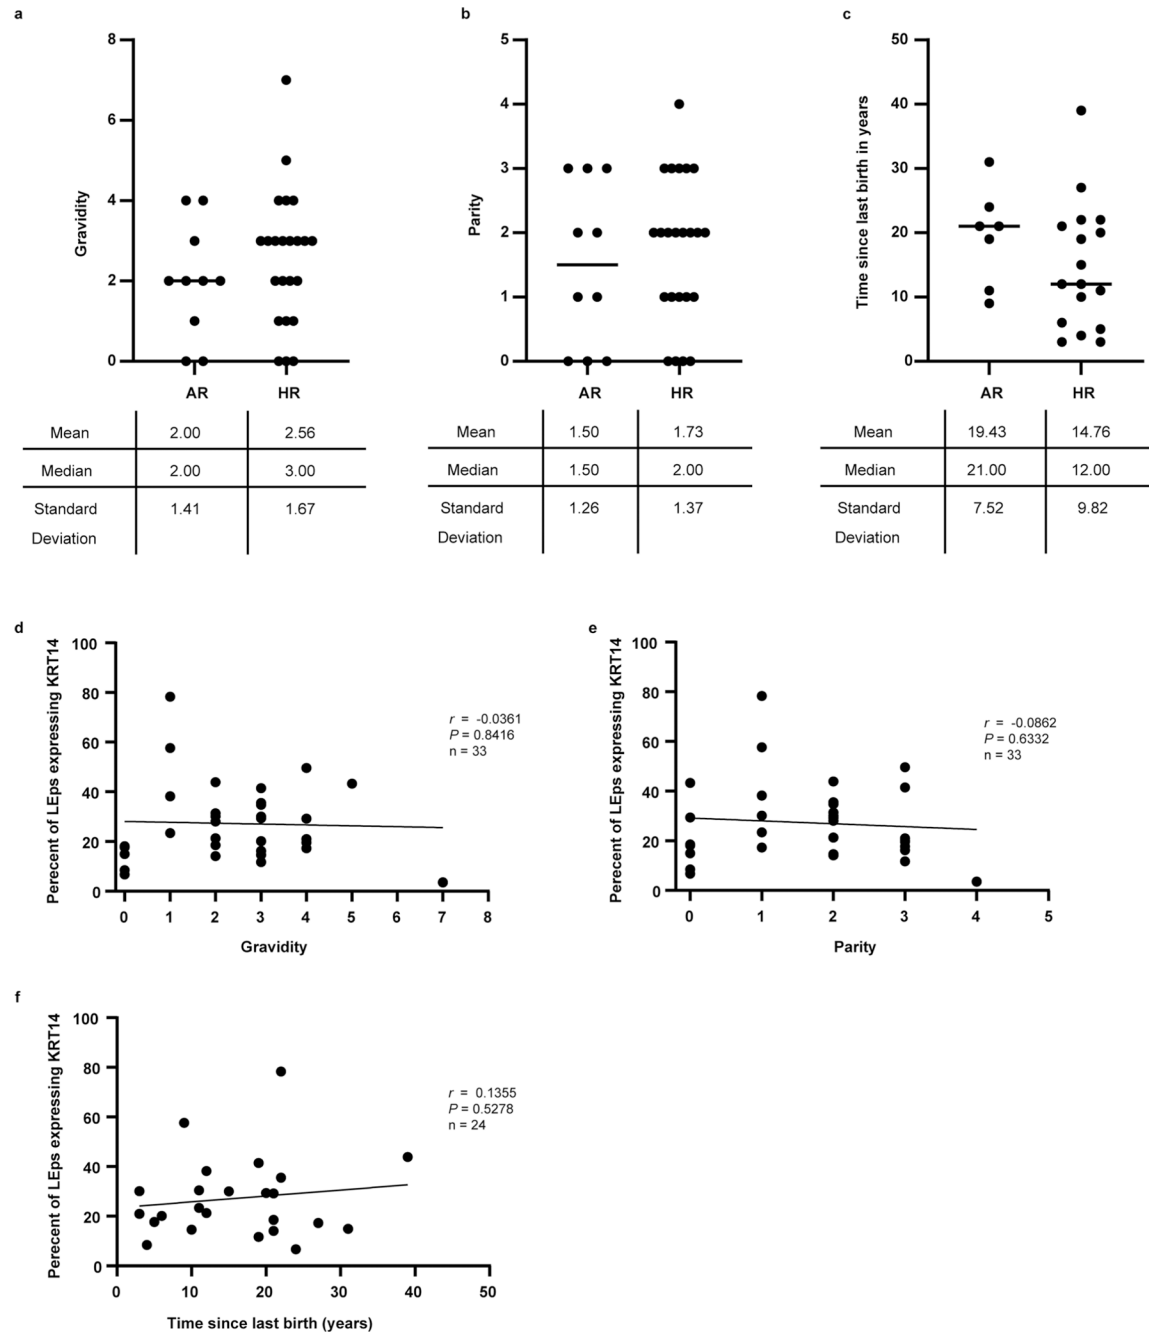 a
b
c
8
6
4
2
0
Gravidity
AR HR
5
4
3
2
1
0
Parity
AR HR
50
40
30
20
10
0
Time since last birth in years
AR HR
Mean 2.00 2.56
Median 2.00 3.00
Standard 1.41 1.67
Deviation
Mean 1.50 1.73
Median 1.50 2.00
Standard 1.26 1.37
Deviation
Mean 19.43 14.76
Median 21.00 12.00
Standard 7.52 9.82
Deviation
d
Perecent of LEps expressing KRT14
100
80
60
40
20
0
r = -0.0361
P = 0.8416
n = 33
0 1 2 3 4 5 6 7 8
Gravidity
e
Perecent of LEps expressing KRT14
100
80
60
40
20
0
r = -0.0862
P = 0.6332
n = 33
0 1 2 3 4 5
Parity
f
Perecent of LEps expressing KRT14
100
80
60
40
20
0
r = 0.1355
P = 0.5278
n = 24
0 10 20 30 40 50
Time since last birth (years)